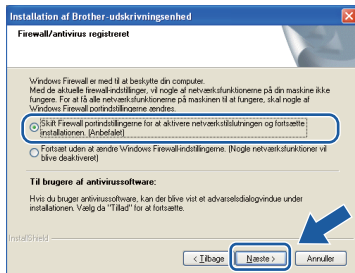 Installation af Brother-udskrivningsenhed
Firewall/antivirus registreret
Windows Firewall er med til at beskytte din computer.
Med de aktuelle firewall-indstillinger, vil nogle af netværksfunktionerne på din maskine ikke
fungere. For at få alle netværksfunktionerne på maskinen til at fungere, skal nogle af
Windows Firewall portindstillingerne ændres.
Skift Firewall portindstillingerne for at aktivere netværkstilslutningen og fortsætte
installationen. (Anbefalet)
Fortsæt uden at ændre Windows Firewall-indstillingerne. (Nogle netværksfunktioner vil
blive deaktiveret)
Til brugere af antivirussoftware:
Hvis du bruger antivirussoftware, kan der blive vist et advarselsdialogvindue under
installationen. Vælg da "Tillad" for at fortsætte.
InstallShield
< Tilbage
Næste >
Annuller